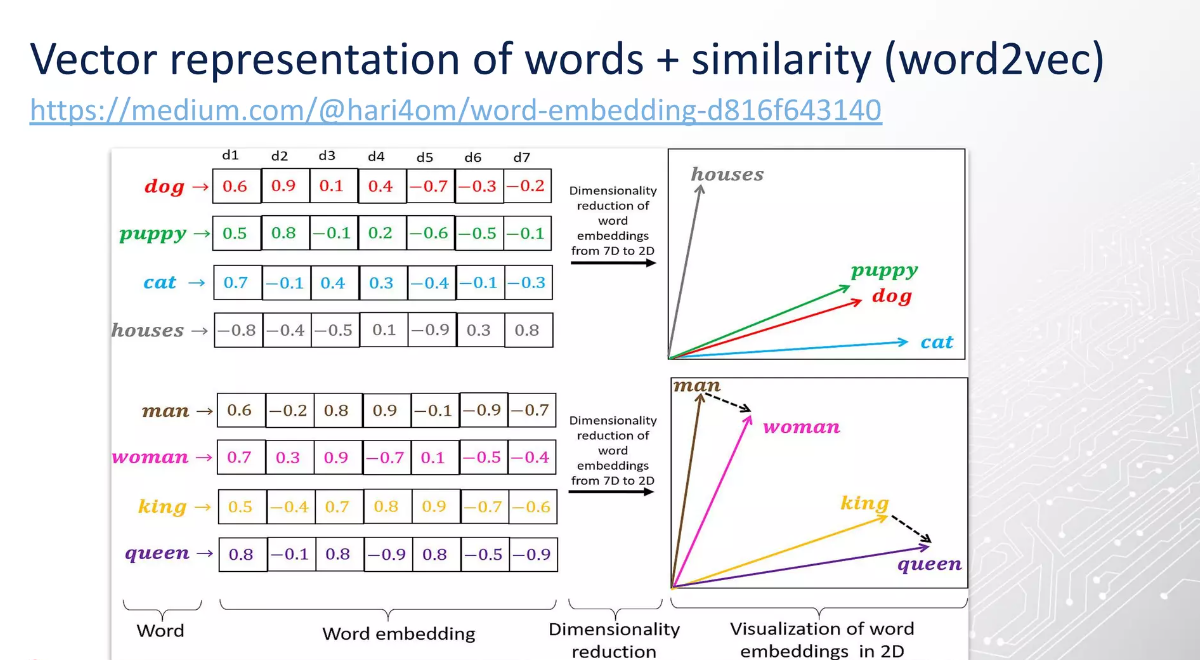 Vector representation of words + similarity (word2vec)
https://medium.com/@hari4om/word-embedding-d816f643140
d1 d2 d3 d4 d5 d6 d7
dog → 0.6 0.9 0.1 0.4 −0.7 −0.3 −0.2
puppy → 0.5 0.8 −0.1 0.2 −0.6 −0.5 −0.1
cat → 0.7 −0.1 0.4 0.3 −0.4 −0.1 −0.3
houses → −0.8 −0.4 −0.5 0.1 −0.9 0.3 0.8
Dimensionality
reduction of
word
embeddings
from 7D to 2D
houses
puppy
dog
cat
man → 0.6 −0.2 0.8 0.9 −0.1 −0.9 −0.7
woman → 0.7 0.3 0.9 −0.7 0.1 −0.5 −0.4
king → 0.5 −0.4 0.7 0.8 0.9 −0.7 −0.6
queen → 0.8 −0.1 0.8 −0.9 0.8 −0.5 −0.9
Dimensionality
reduction of
word
embeddings
from 7D to 2D
man
woman
king
queen
Word
Word embedding
Dimensionality
reduction
Visualization of word
embeddings in 2D